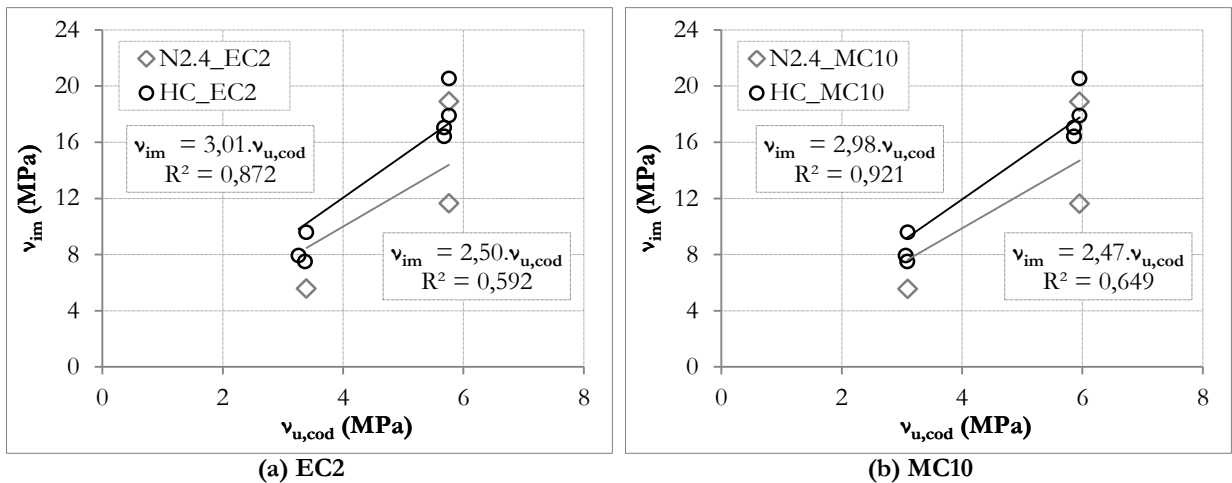 24
20
16
12
8
4
0
ν_im (MPa)
N2.4_EC2
HC_EC2
ν_im = 3,01.ν_u,cod
R² = 0,872
ν_im = 2,50.ν_u,cod
R² = 0,592
0 2 4 6 8
ν_u,cod (MPa)
(a) EC2
24
20
16
12
8
4
0
ν_im (MPa)
N2.4_MC10
HC_MC10
ν_im = 2,98.ν_u,cod
R² = 0,921
ν_im = 2,47.ν_u,cod
R² = 0,649
0 2 4 6 8
ν_u,cod (MPa)
(b) MC10